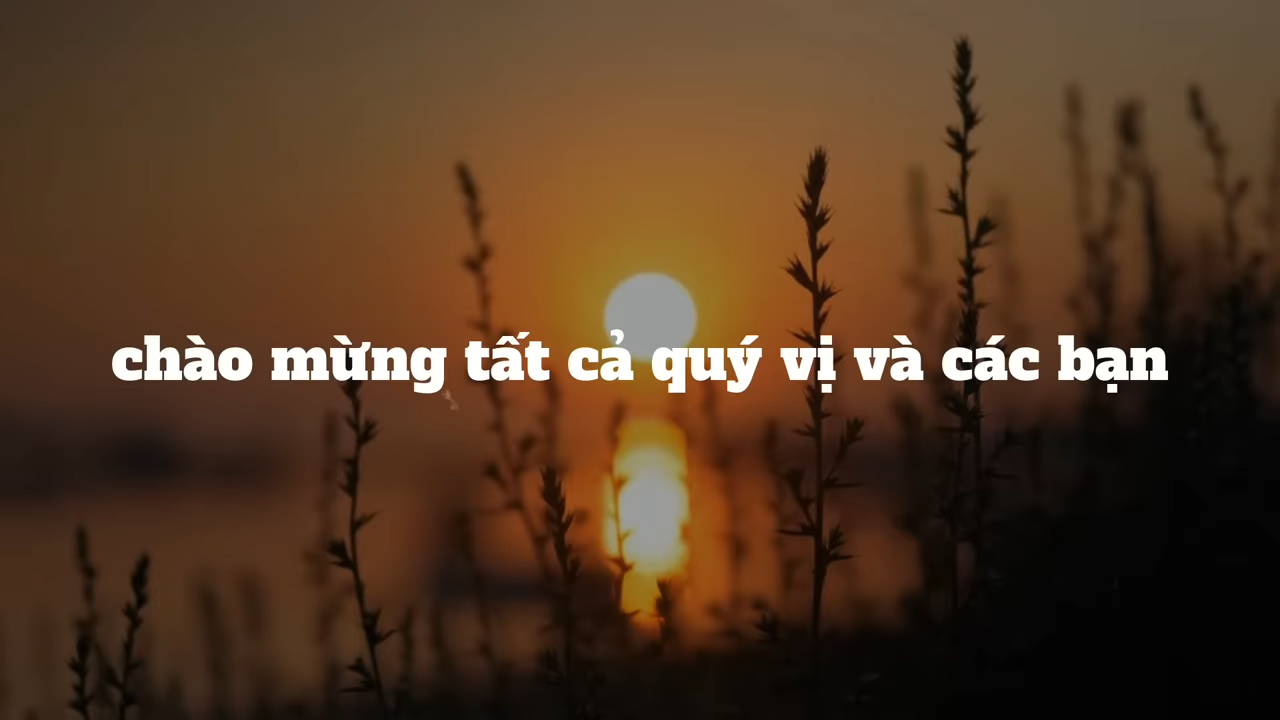 chào mừng tất cả quý vị và các bạn